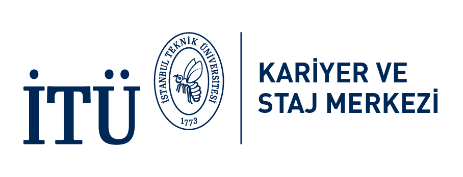 İTÜ
İSTANBUL TEKNİK ÜNİVERSİTESİ
1773
KARİYER VE
STAJ MERKEZİ